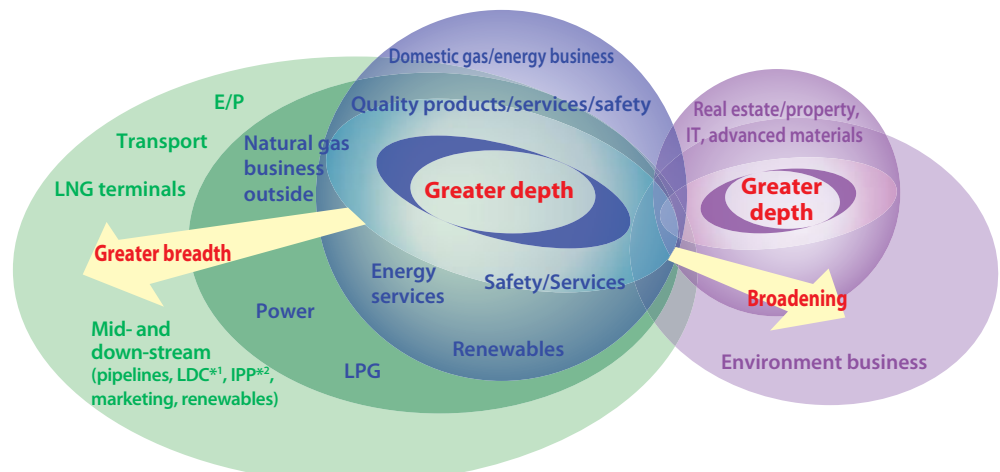 Domestic gas/energy business
Quality products/services/safety
E/P
Transport
LNG terminals
Natural gas
business
outside
Greater depth
Greater breadth
Energy
services
Safety/Services
Power
Renewables
LPG
Mid- and
down-stream
(pipelines, LDC*1, IPP*2,
marketing, renewables)
Real estate/property,
IT, advanced materials
Greater
depth
Broadening
Environment business